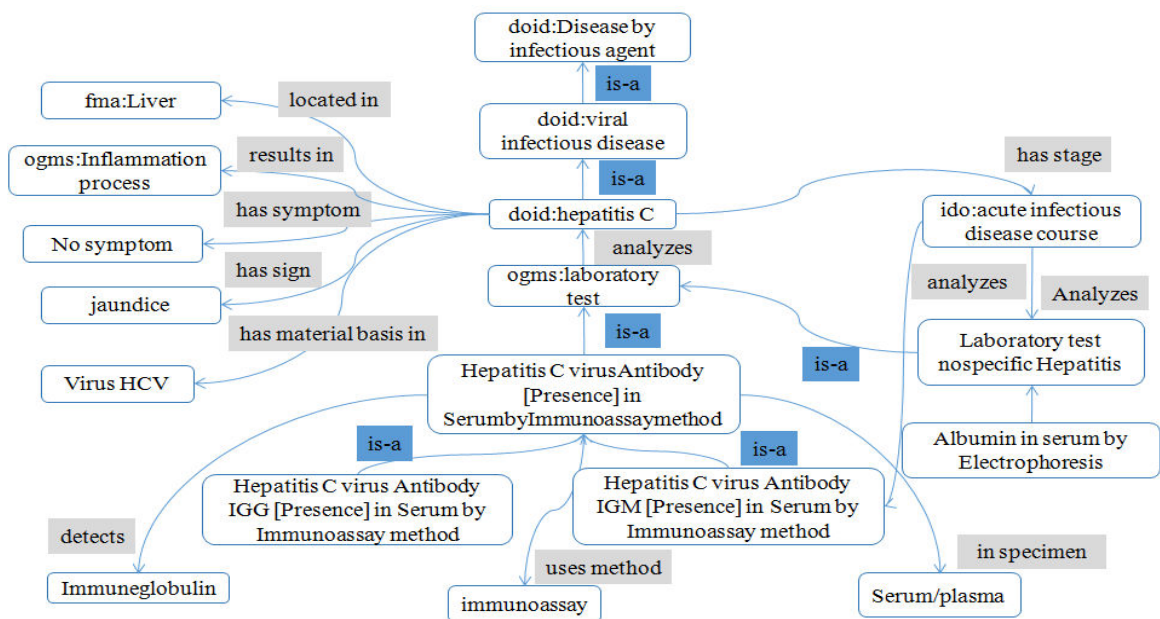 doid:Disease by
infectious agent
is-a
fma:Liver
located in
doid:viral
infectious disease
ogms:Inflammation
process
results in
has stage
is-a
has symptom
doid:hepatitis C
ido:acute infectious
disease course
No symptom
analyzes
has sign
ogms:laboratory
test
analyzes
Analyzes
jaundice
has material basis in
is-a
Laboratory test
nospecific Hepatitis
is-a
Virus HCV
Hepatitis C virusAntibody
[Presence] in
SerumbyImmunoassaymethod
Albumin in serum by
Electrophoresis
is-a
is-a
Hepatitis C virus Antibody
IGG [Presence] in Serum by
Immunoassay method
Hepatitis C virus Antibody
IGM [Presence] in Serum by
Immunoassay method
detects
in specimen
uses method
Immuneglobulin
immunoassay
Serum/plasma